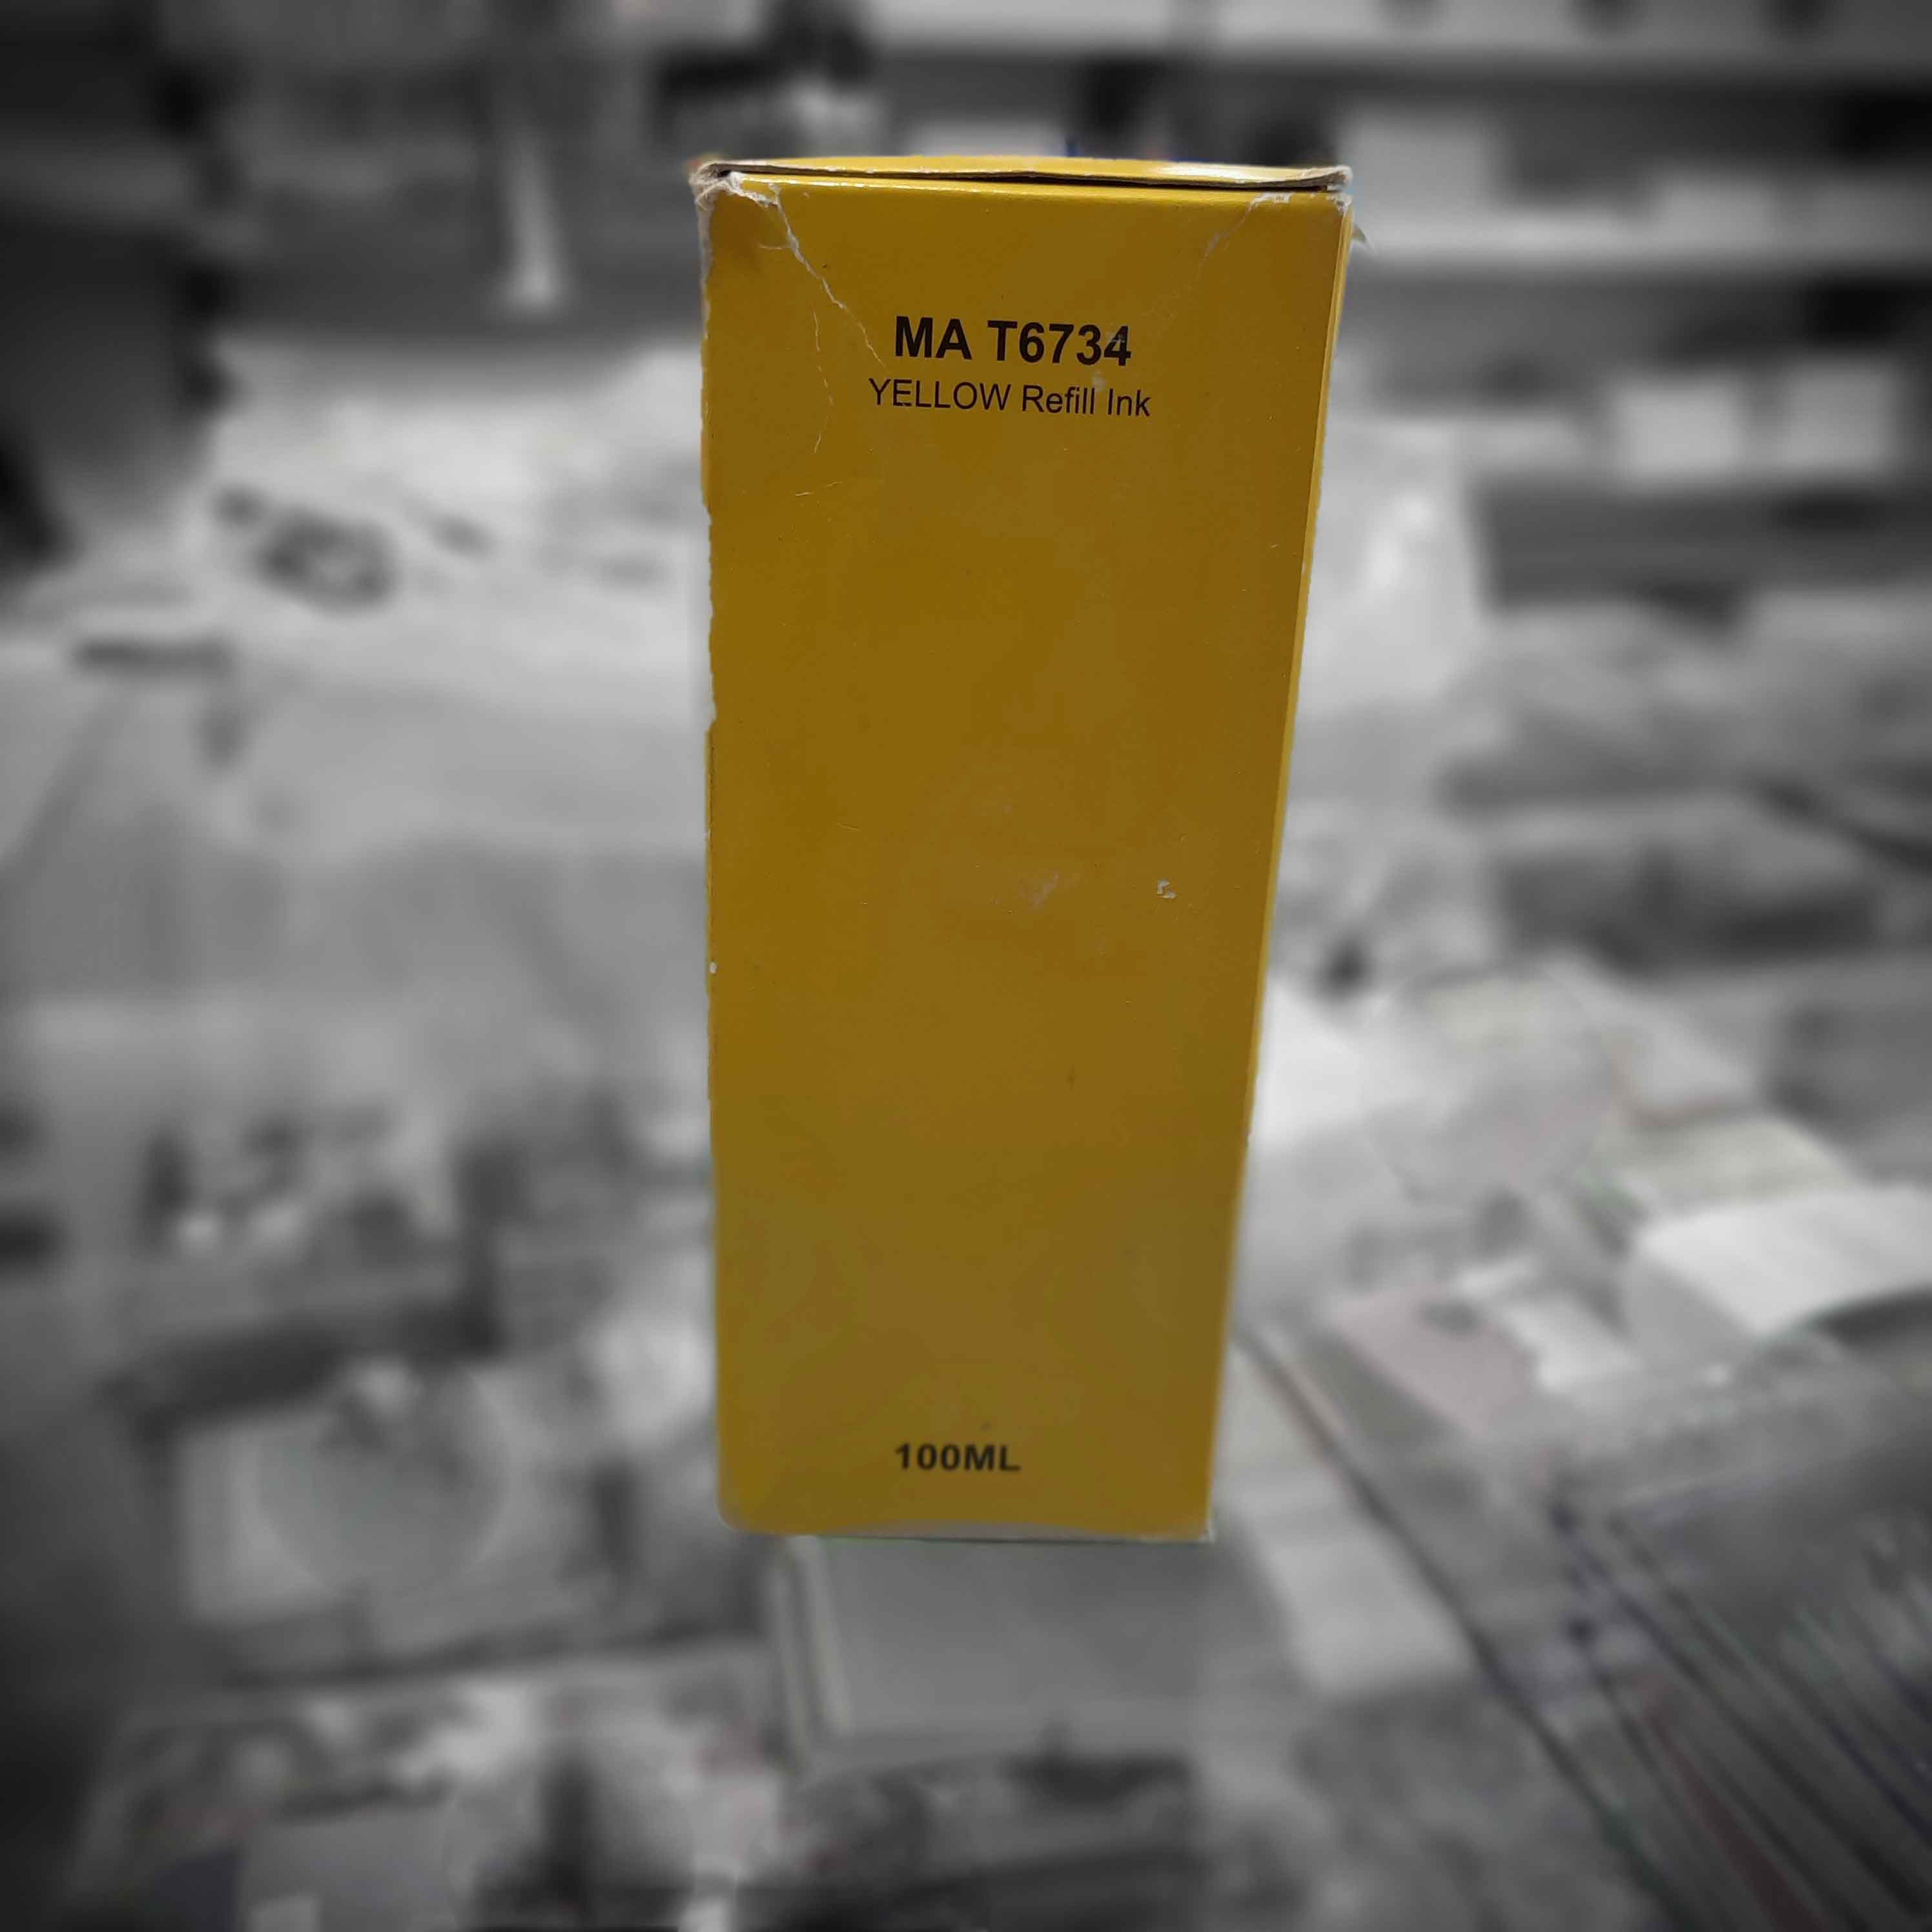 MA T6734
YELLOW Refill Ink
100ML